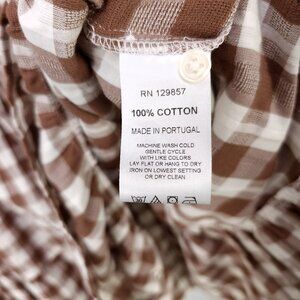 RN 129857
100% COTTON
MADE IN PORTUGAL
MACHINE WASH COLD
GENTLE CYCLE
WITH LIKE COLORS
LAY FLAT OR HANG TO DRY
IRON ON LOWEST SETTING
OR DRY CLEAN